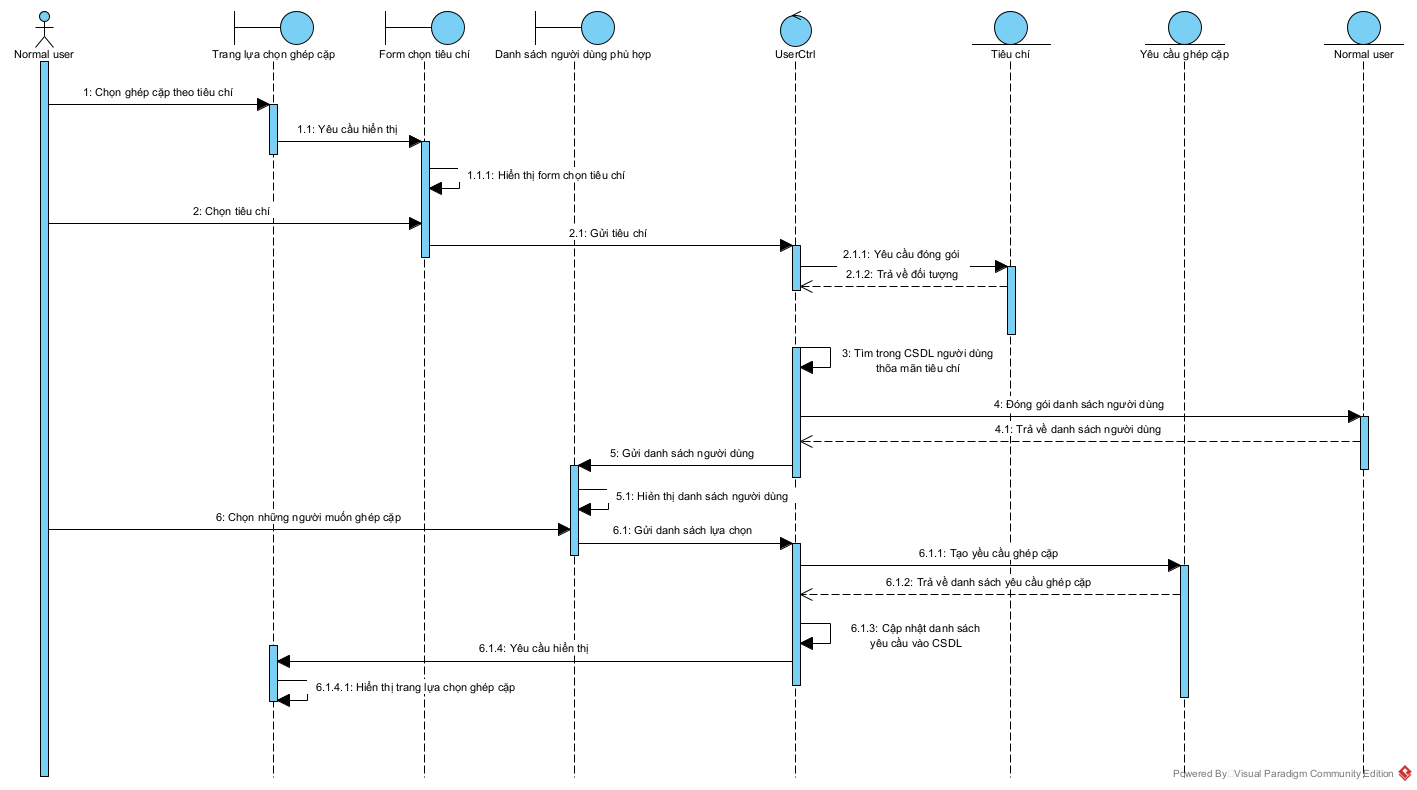 Normal user
Trang lựa chọn ghép cặp
Form chọn tiêu chí
Danh sách người dùng phù hợp
UserCtrl
Tiêu chí
Yêu cầu ghép cặp
Normal user
1: Chọn ghép cặp theo tiêu chí
1.1: Yêu cầu hiển thị
1.1.1: Hiển thị form chọn tiêu chí
2: Chọn tiêu chí
2.1: Gửi tiêu chí
2.1.1: Yêu cầu đóng gói
2.1.2: Trả về đối tượng
3: Tìm trong CSDL người dùng
thõa mãn tiêu chí
4: Đóng gói danh sách người dùng
4.1: Trả về danh sách người dùng
5: Gửi danh sách người dùng
5.1: Hiẻn thị danh sách người dùng
6: Chọn những người muốn ghép cặp
6.1: Gửi danh sách lựa chọn
6.1.1: Tạo yều cầu ghép cặp
6.1.2: Trả về danh sách yêu cầu ghép cặp
6.1.3: Cập nhật danh sách
yêu cầu vào CSDL
6.1.4: Yêu cầu hiển thị
6.1.4.1: Hiển thị trang lựa chọn ghép cặp
Powered By Visual Paradigm Community Edition